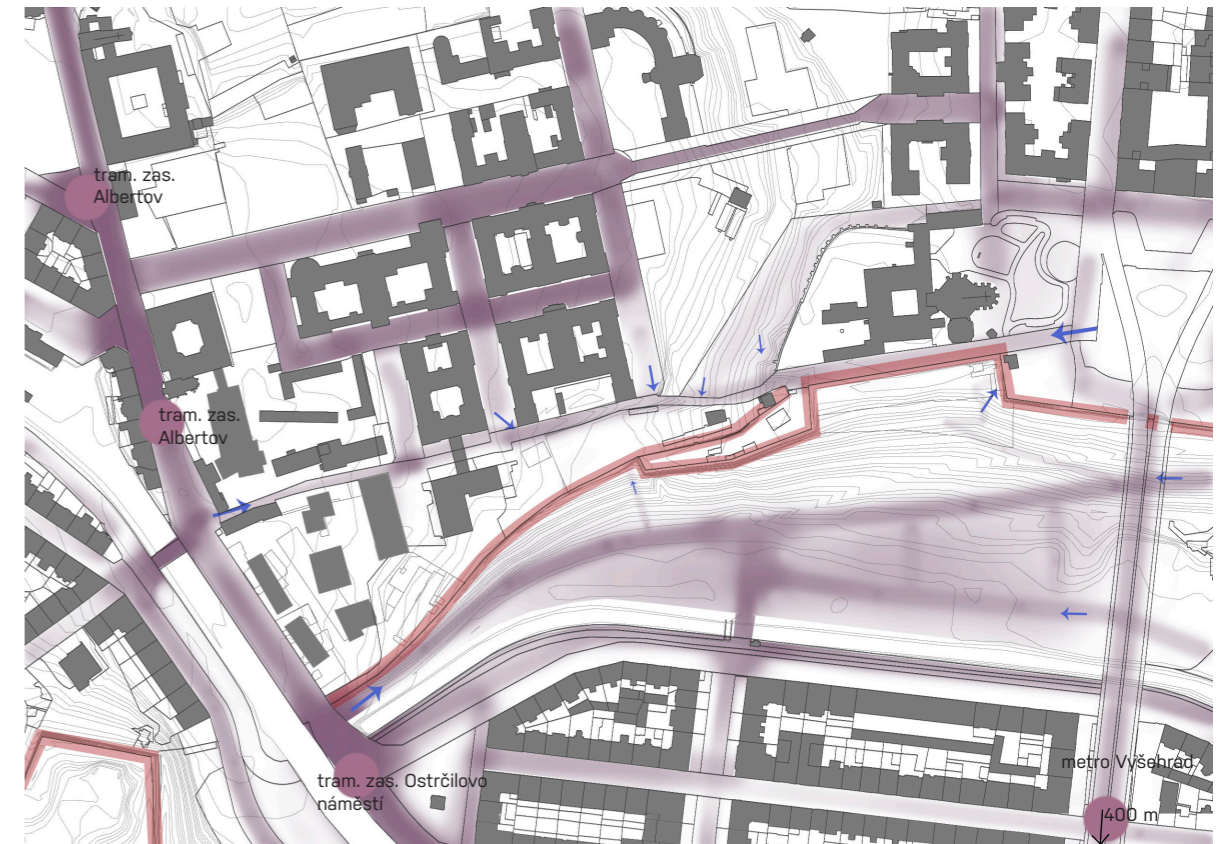 tram. zas.
Albertov
tram. zas.
Albertov
tram. zas. Ostrčilovo
náměstí
metro Vyšehrad
400 m